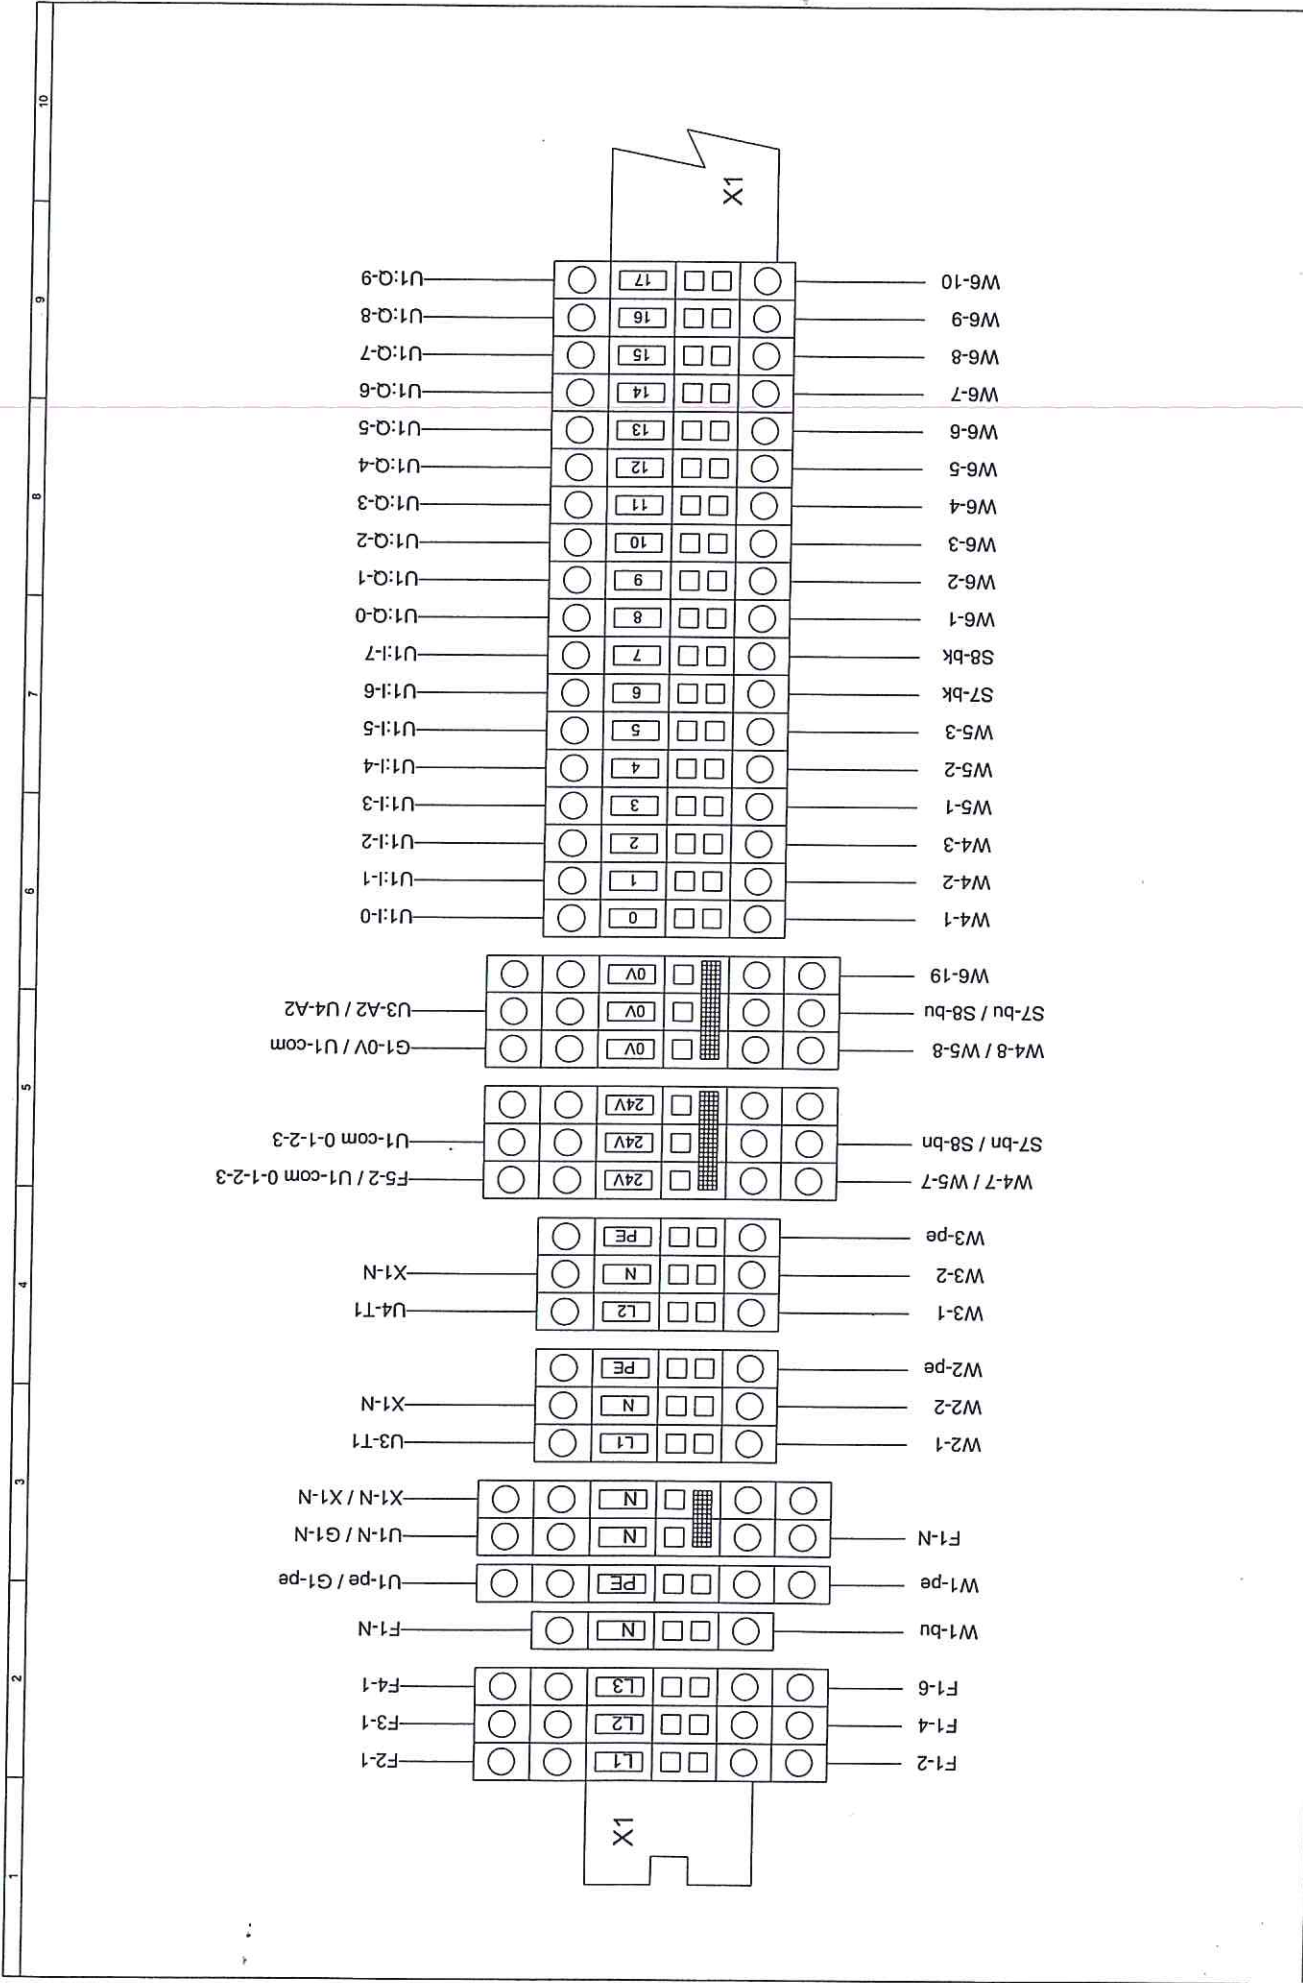 1 2 3 4 5 6 7 8 9 10
X1
F1-2 L1 F2-1
F1-4 L2 F3-1
F1-6 L3 F4-1
W1-bu N F1-N
W1-pe PE U1-pe / G1-pe
F1-N N U1-N / G1-N
N X1-N / X1-N
W2-1 L1 U3-T1
W2-2 N X1-N
W2-pe PE
W3-1 L2 U4-T1
W3-2 N X1-N
W3-pe PE
W4-7 / W5-7 24V F5-2 / U1-com 0-1-2-3
S7-bn / S8-bn 24V U1-com 0-1-2-3
24V
W4-8 / W5-8 0V G1-0V / U1-com
S7-bu / S8-bu 0V U3-A2 / U4-A2
W6-19 0V
W4-1 0 U1:I-0
W4-2 1 U1:I-1
W4-3 2 U1:I-2
W5-1 3 U1:I-3
W5-2 4 U1:I-4
W5-3 5 U1:I-5
S7-bk 6 U1:I-6
S8-bk 7 U1:I-7
W6-1 8 U1:Q-0
W6-2 9 U1:Q-1
W6-3 10 U1:Q-2
W6-4 11 U1:Q-3
W6-5 12 U1:Q-4
W6-6 13 U1:Q-5
W6-7 14 U1:Q-6
W6-8 15 U1:Q-7
W6-9 16 U1:Q-8
W6-10 17 U1:Q-9
X1